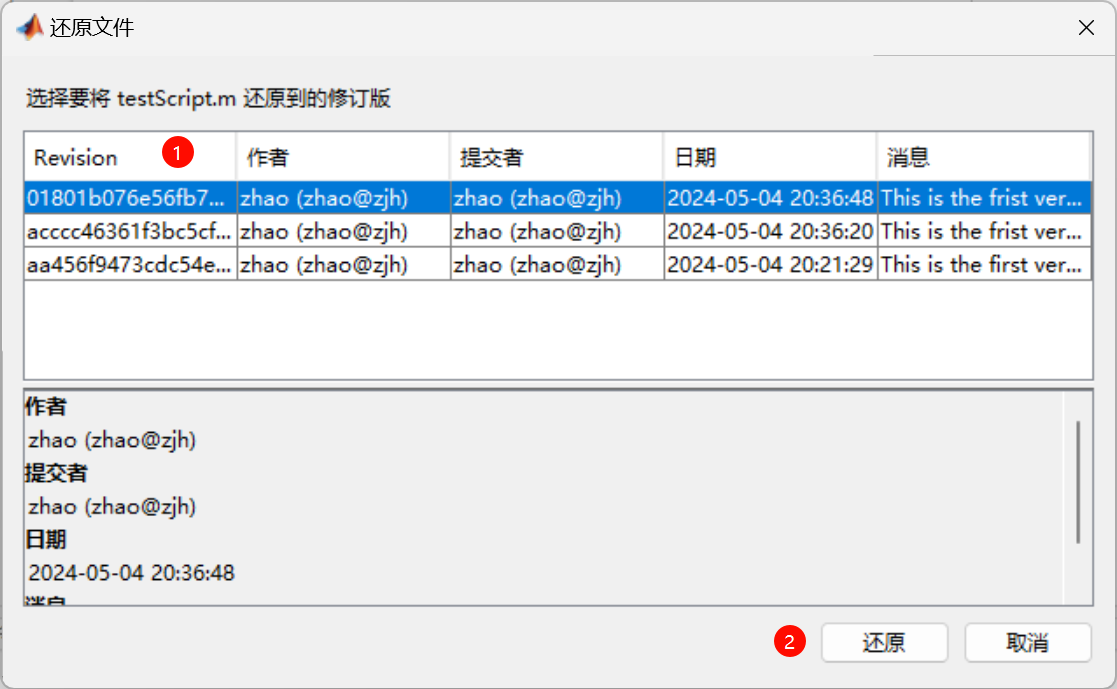 还原文件
选择要将 testScript.m 还原到的修订版
Revision 1 作者 提交者 日期 消息
01801b076e56fb7... zhao (zhao@zjh) zhao (zhao@zjh) 2024-05-04 20:36:48 This is the frist ver...
acccc46361f3bc5cf... zhao (zhao@zjh) zhao (zhao@zjh) 2024-05-04 20:36:20 This is the frist ver...
aa456f9473cdc54e... zhao (zhao@zjh) zhao (zhao@zjh) 2024-05-04 20:21:29 This is the first ver...
作者
zhao (zhao@zjh)
提交者
zhao (zhao@zjh)
日期
2024-05-04 20:36:48
消息
2 还原 取消